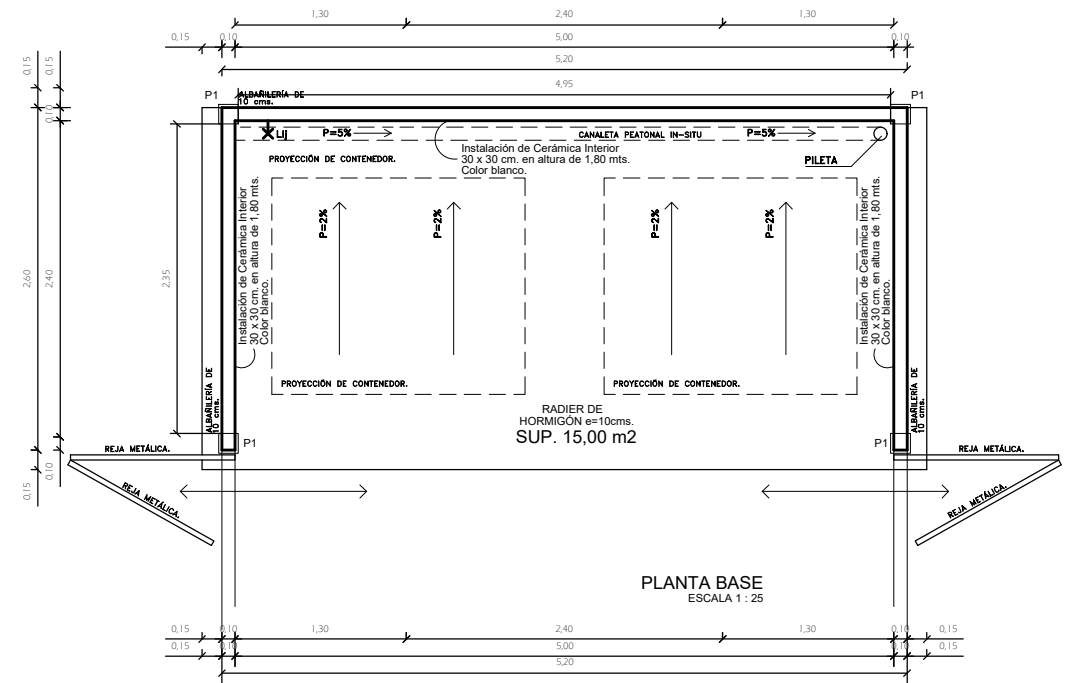 1,30
2,40
1,30
0,15
0,10
5,00
0,10
5,20
4,95
0,15
0,15
0,10
2,60
2,40
2,35
0,15
0,10
P1
ALBAÑILERÍA DE
10 cms.
P1
Llj
P=5%
CANALETA PEATONAL IN-SITU
P=5%
PROYECCIÓN DE CONTENEDOR.
Instalación de Cerámica Interior
30 x 30 cm. en altura de 1,80 mts.
Color blanco.
PILETA
Instalación de Cerámica Interior
30 x 30 cm. en altura de 1,80 mts.
Color blanco.
P=2%
P=2%
P=2%
P=2%
Instalación de Cerámica Interior
30 x 30 cm. en altura de 1,80 mts.
Color blanco.
PROYECCIÓN DE CONTENEDOR.
PROYECCIÓN DE CONTENEDOR.
ALBAÑILERÍA DE
10 cms.
ALBAÑILERÍA DE
10 cms.
RADIER DE
HORMIGÓN e=10cms.
SUP. 15,00 m2
P1
P1
REJA METÁLICA.
REJA METÁLICA.
REJA METÁLICA.
REJA METÁLICA.
PLANTA BASE
ESCALA 1 : 25
0,15
0,10
1,30
2,40
1,30
0,10
0,15
0,15
0,10
5,00
0,10
0,15
5,20